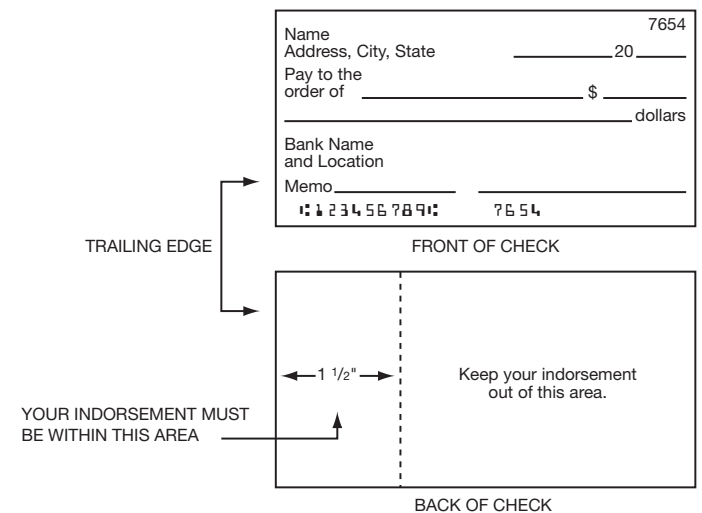 7654
Name
Address, City, State 20
Pay to the
order of $
dollars
Bank Name
and Location
Memo
⑆123456789⑆ 7654
TRAILING EDGE
FRONT OF CHECK
1 1/2"
Keep your indorsement
out of this area.
YOUR INDORSEMENT MUST
BE WITHIN THIS AREA
BACK OF CHECK